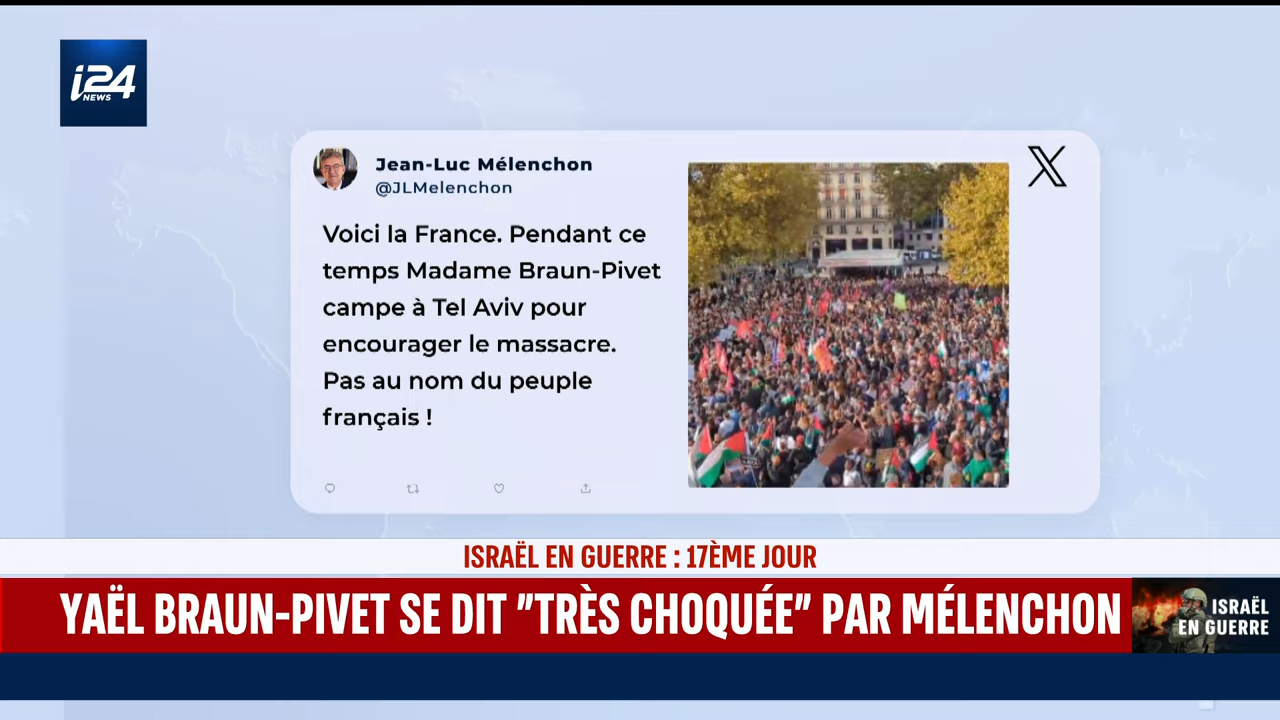 i24
NEWS
Jean-Luc Mélenchon
@JLMelenchon
Voici la France. Pendant ce
temps Madame Braun-Pivet
campe à Tel Aviv pour
encourager le massacre.
Pas au nom du peuple
français !
ISRAËL EN GUERRE : 17ÈME JOUR
YAËL BRAUN-PIVET SE DIT "TRÈS CHOQUÉE" PAR MÉLENCHON
ISRAËL
EN GUERRE